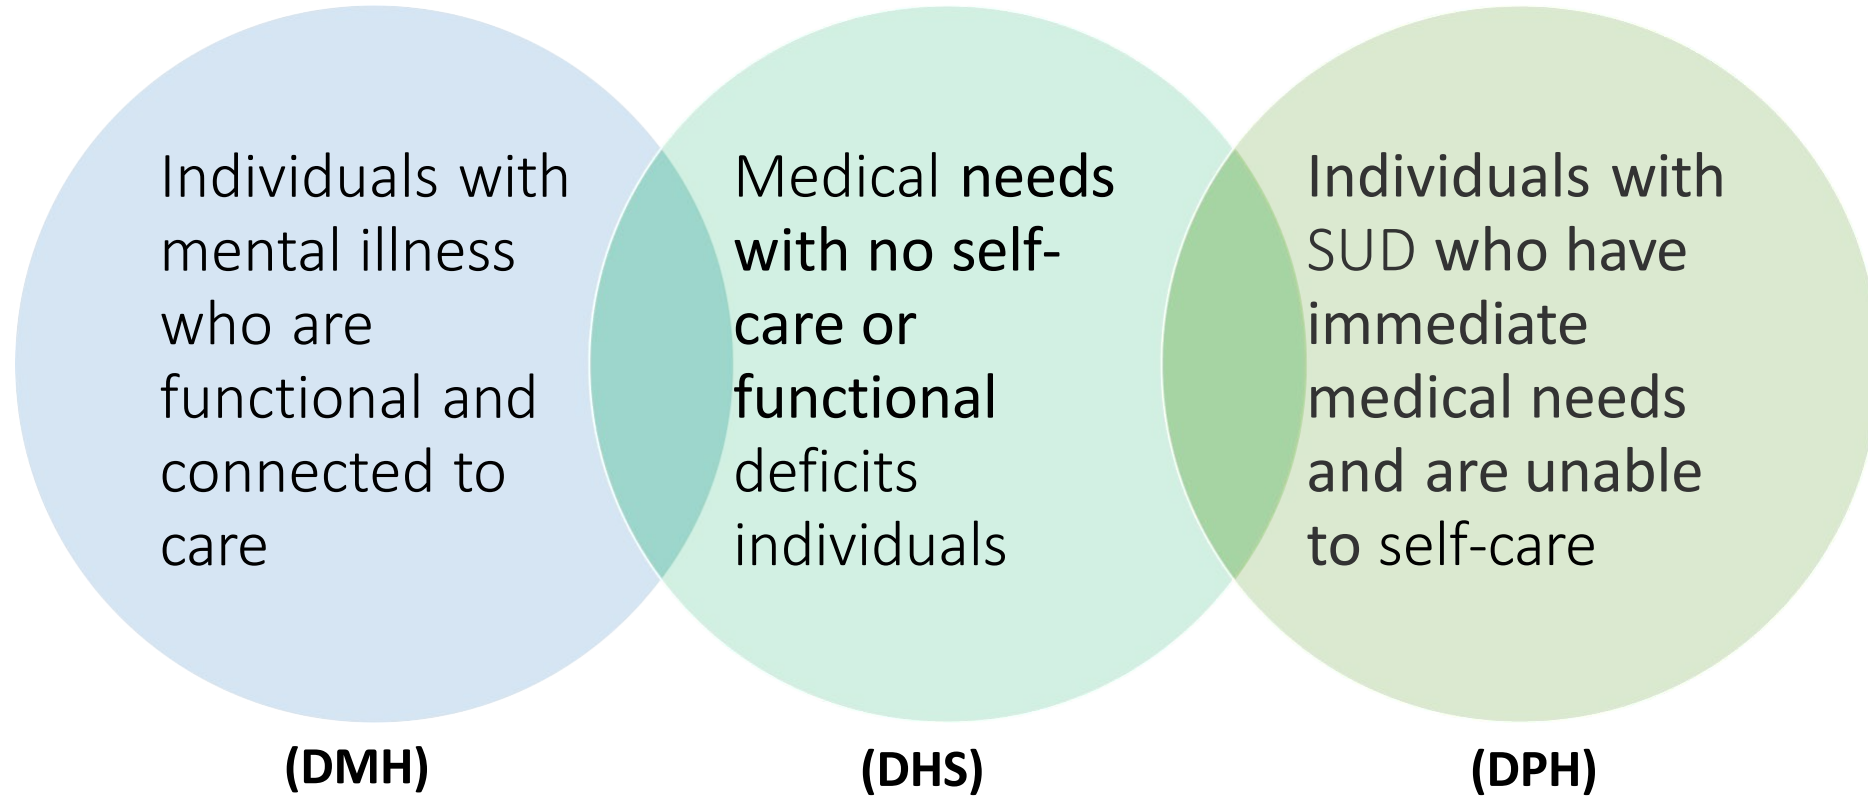 Individuals with
mental illness
who are
functional and
connected to
care
(DMH)
Medical needs
with no self-
care or
functional
deficits
individuals
(DHS)
Individuals with
SUD who have
immediate
medical needs
and are unable
to self-care
(DPH)